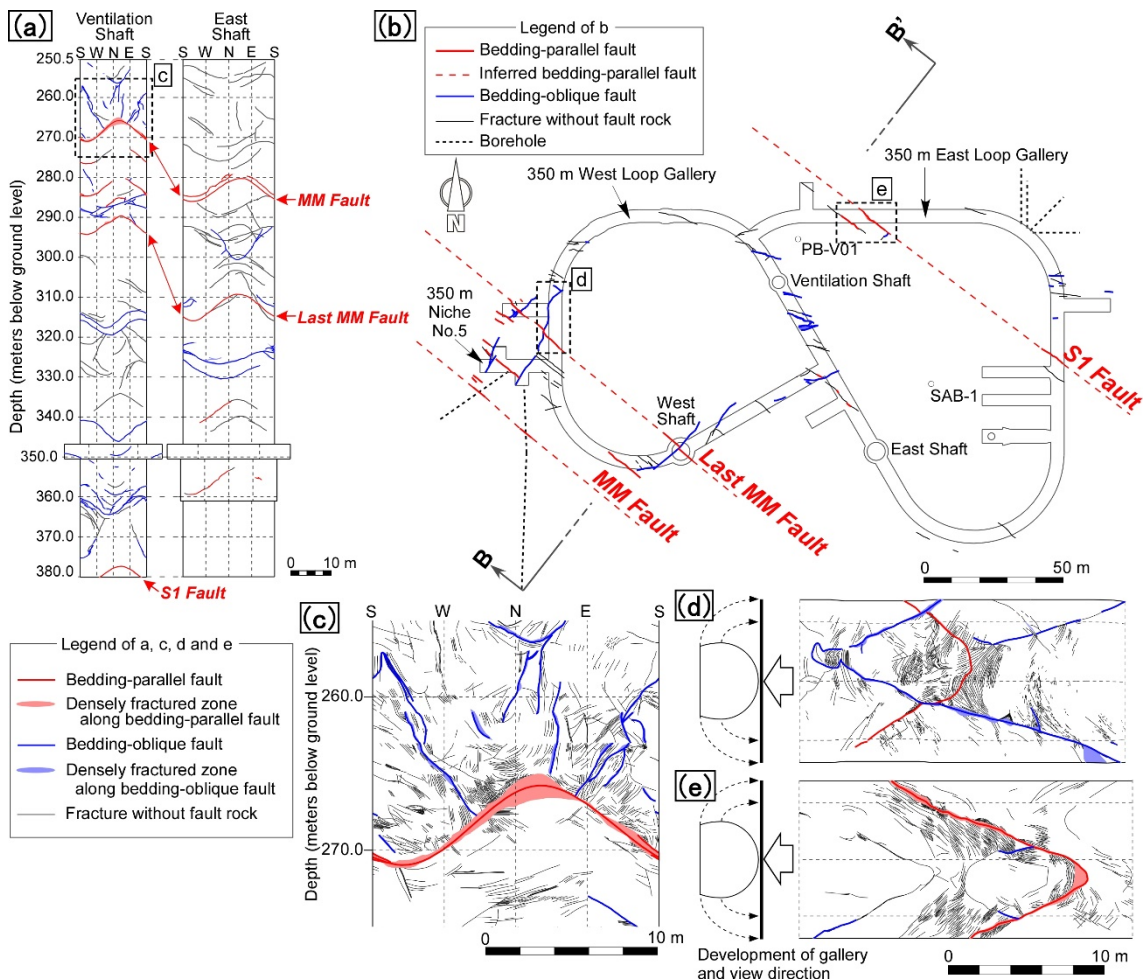 (a)
Ventilation
Shaft
S W N E S
East
Shaft
S W N E S
Depth (meters below ground level)
250.5
260.0
270.0
280.0
290.0
300.0
310.0
320.0
330.0
340.0
350.0
360.0
370.0
380.0
c
MM Fault
Last MM Fault
S1 Fault
0 10 m
(b)
Legend of b
Bedding-parallel fault
Inferred bedding-parallel fault
Bedding-oblique fault
Fracture without fault rock
Borehole
N
B'
350 m West Loop Gallery
350 m East Loop Gallery
e
PB-V01
Ventilation Shaft
d
350 m
Niche
No.5
West
Shaft
SAB-1
East Shaft
S1 Fault
Last MM Fault
MM Fault
B
0 50 m
Legend of a, c, d and e
Bedding-parallel fault
Densely fractured zone
along bedding-parallel fault
Bedding-oblique fault
Densely fractured zone
along bedding-oblique fault
Fracture without fault rock
(c)
S W N E S
Depth (meters below ground level)
260.0
270.0
0 10 m
(d)
(e)
Development of gallery
and view direction
0 10 m